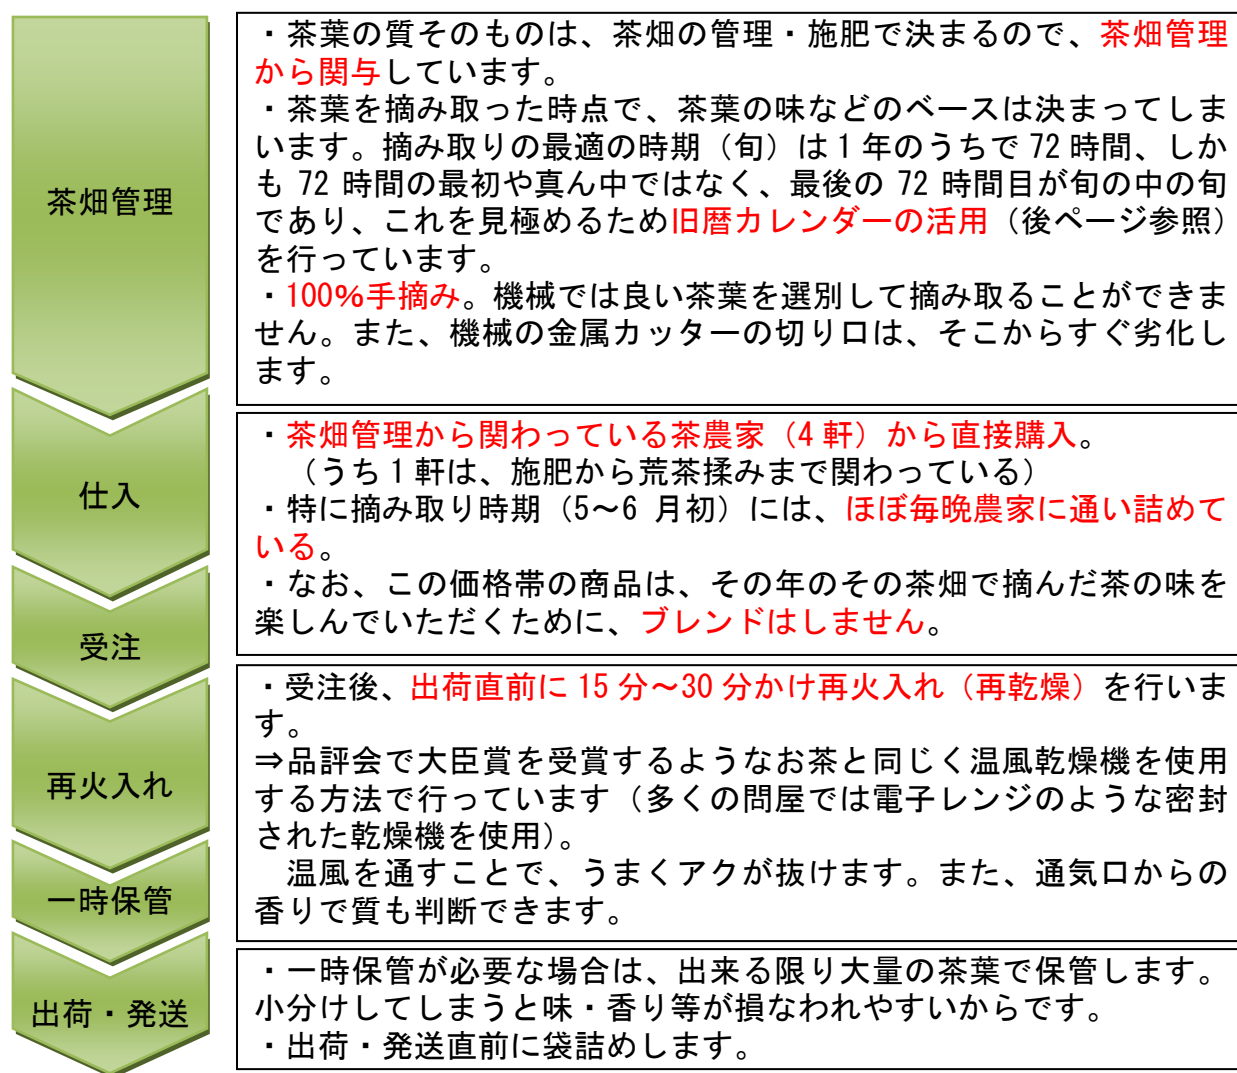 茶畑管理
・茶葉の質そのものは、茶畑の管理・施肥で決まるので、茶畑管理
から関与しています。
・茶葉を摘み取った時点で、茶葉の味などのベースは決まってしま
います。摘み取りの最適の時期（旬）は1年のうちで72時間、しか
も72時間の最初や真ん中ではなく、最後の72時間目が旬の中の旬
であり、これを見極めるため旧暦カレンダーの活用（後ページ参照）
を行っています。
・100%手摘み。機械では良い茶葉を選別して摘み取ることができま
せん。また、機械の金属カッターの切り口は、そこからすぐ劣化し
ます。
仕入
・茶畑管理から関わっている茶農家（4軒）から直接購入。
（うち1軒は、施肥から荒茶揉みまで関わっている）
・特に摘み取り時期（5～6月初）には、ほぼ毎晩農家に通い詰めて
いる。
・なお、この価格帯の商品は、その年のその茶畑で摘んだ茶の味を
楽しんでいただくために、ブレンドはしません。
受注
再火入れ
・受注後、出荷直前に15分～30分かけ再火入れ（再乾燥）を行いま
す。
⇒品評会で大臣賞を受賞するようなお茶と同じく温風乾燥機を使用
する方法で行っています（多くの問屋では電子レンジのような密封
された乾燥機を使用）。
温風を通すことで、うまくアクが抜けます。また、通気口からの
香りで質も判断できます。
一時保管
・一時保管が必要な場合は、出来る限り大量の茶葉で保管します。
小分けしてしまうと味・香り等が損なわれやすいからです。
・出荷・発送直前に袋詰めします。
出荷・発送